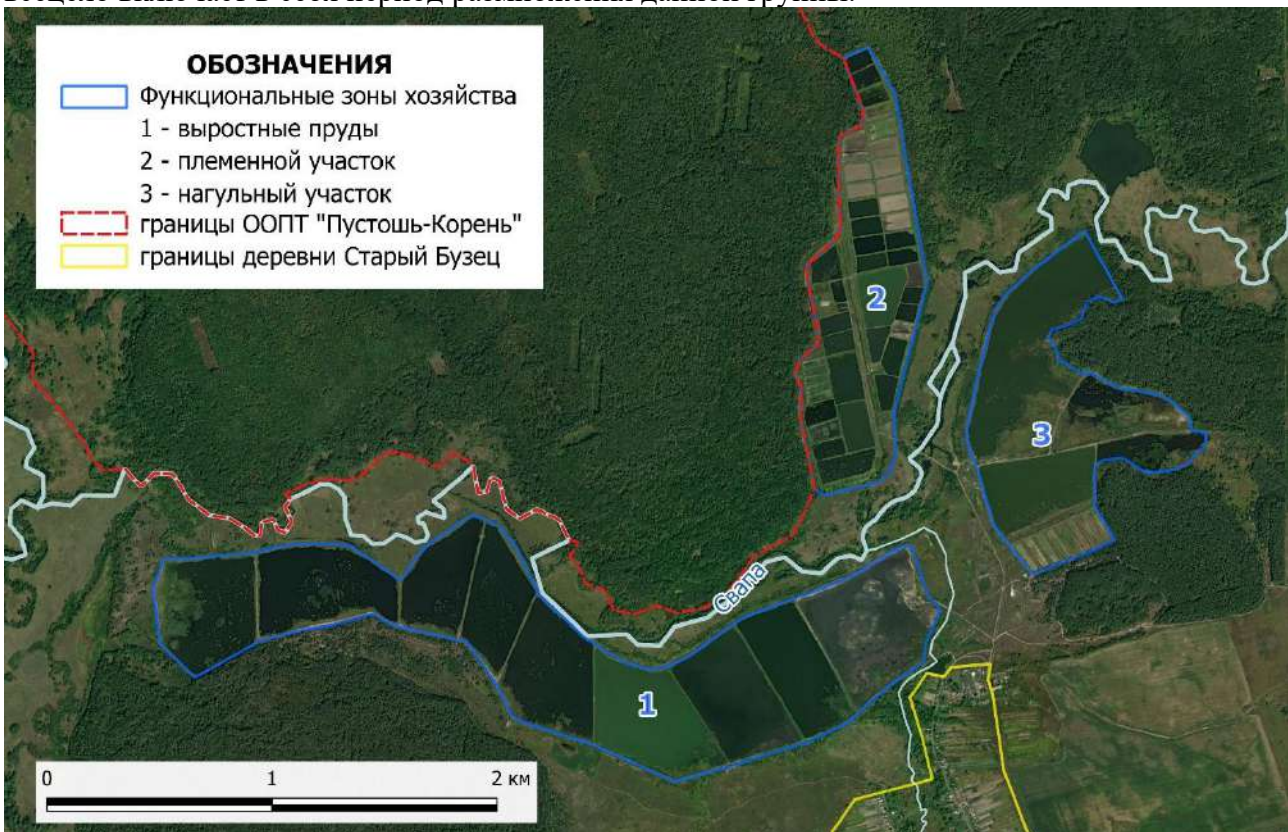 ОБОЗНАЧЕНИЯ
Функциональные зоны хозяйства
1 - выростные пруды
2 - племенной участок
3 - нагульный участок
границы ООПТ "Пустошь-Корень"
границы деревни Старый Бузец
2
3
Свапа
1
0 1 2 км